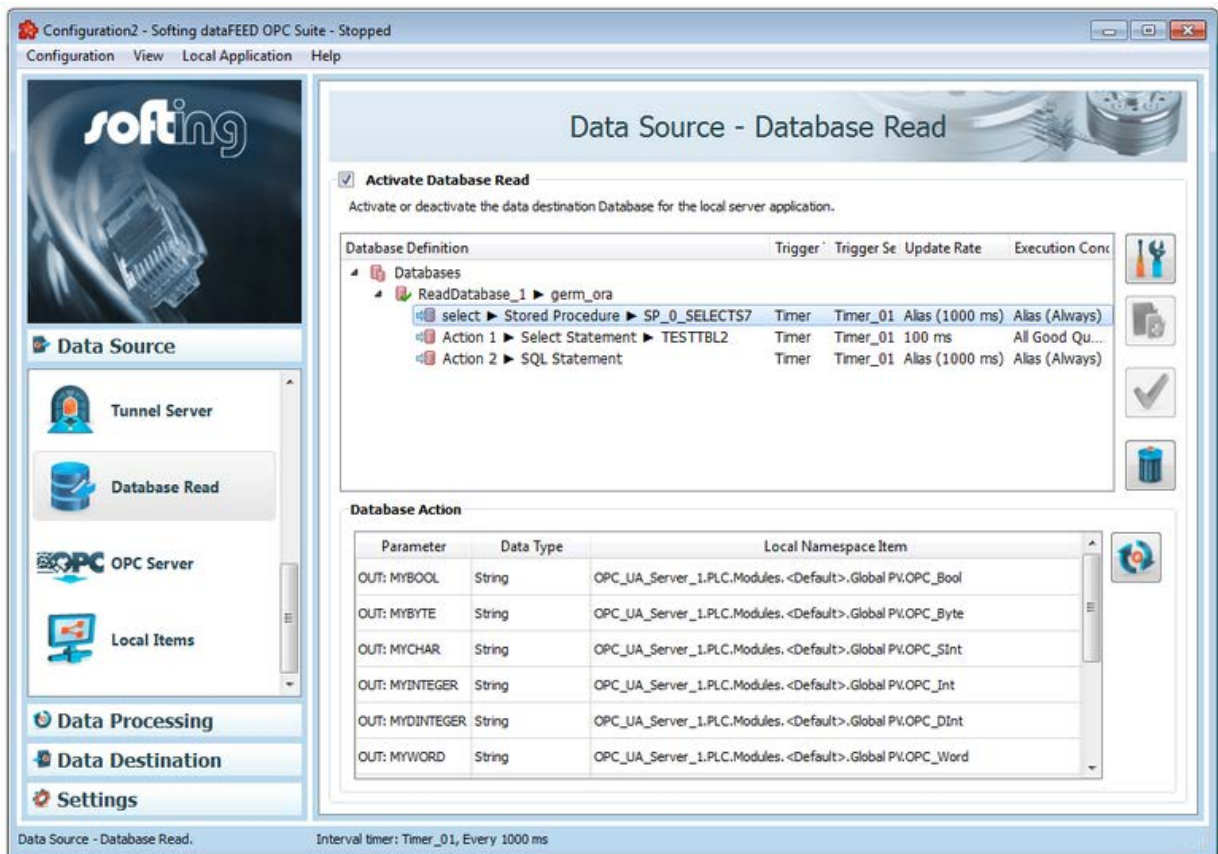 Configuration2 - Softing dataFEED OPC Suite - Stopped
Configuration View Local Application Help
softing
Data Source
Tunnel Server
Database Read
OPC Server
Local Items
Data Processing
Data Destination
Settings
Data Source - Database Read
Activate Database Read
Activate or deactivate the data destination Database for the local server application.
Database Definition Trigger Trigger Se Update Rate Execution Cond
Databases
ReadDatabase_1 ► germ_ora
select ► Stored Procedure ► SP_0_SELECTS7 Timer Timer_01 Alias (1000 ms) Alias (Always)
Action 1 ► Select Statement ► TESTTBL2 Timer Timer_01 100 ms All Good Qu...
Action 2 ► SQL Statement Timer Timer_01 Alias (1000 ms) Alias (Always)
Database Action
Parameter Data Type Local Namespace Item
OUT: MYBOOL String OPC_UA_Server_1.PLC.Modules.<Default>.Global PV.OPC_Bool
OUT: MYBYTE String OPC_UA_Server_1.PLC.Modules.<Default>.Global PV.OPC_Byte
OUT: MYCHAR String OPC_UA_Server_1.PLC.Modules.<Default>.Global PV.OPC_SInt
OUT: MYINTEGER String OPC_UA_Server_1.PLC.Modules.<Default>.Global PV.OPC_Int
OUT: MYDINTEGER String OPC_UA_Server_1.PLC.Modules.<Default>.Global PV.OPC_DInt
OUT: MYWORD String OPC_UA_Server_1.PLC.Modules.<Default>.Global PV.OPC_Word
Data Source - Database Read. Interval timer: Timer_01, Every 1000 ms